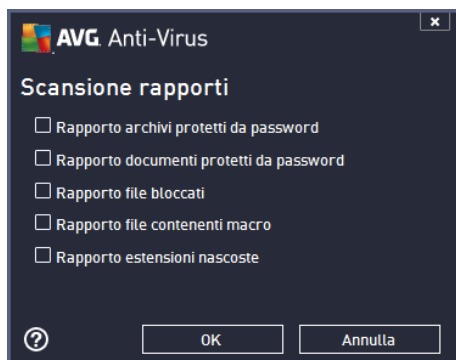 AVG. Anti-Virus
Scansione rapporti
Rapporto archivi protetti da password
Rapporto documenti protetti da password
Rapporto file bloccati
Rapporto file contenenti macro
Rapporto estensioni nascoste
OK
Annulla